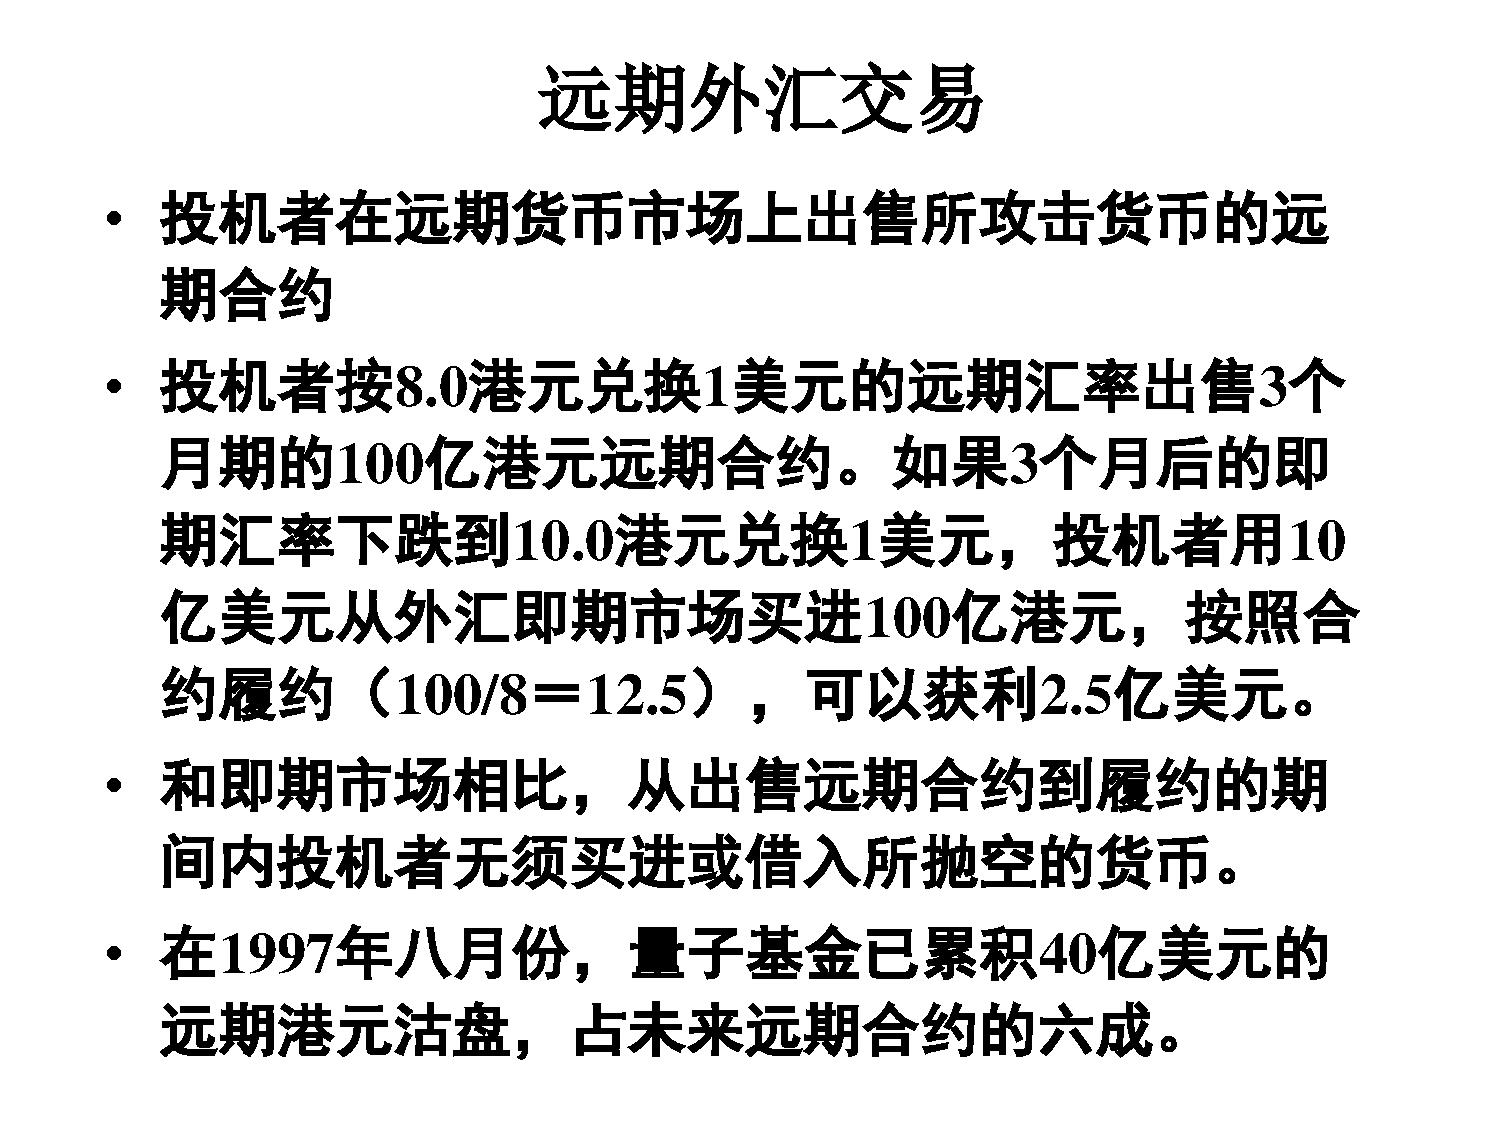 远期外汇交易
• 投机者在远期货币市场上出售所攻击货币的远
期合约
• 投机者按8.0港元兑换1美元的远期汇率出售3个
月期的100亿港元远期合约。如果3个月后的即
期汇率下跌到10.0港元兑换1美元，投机者用10
亿美元从外汇即期市场买进100亿港元，按照合
约履约（100/8＝12.5），可以获利2.5亿美元。
• 和即期市场相比，从出售远期合约到履约的期
间内投机者无须买进或借入所抛空的货币。
• 在1997年八月份，量子基金已累积40亿美元的
远期港元沽盘，占未来远期合约的六成。